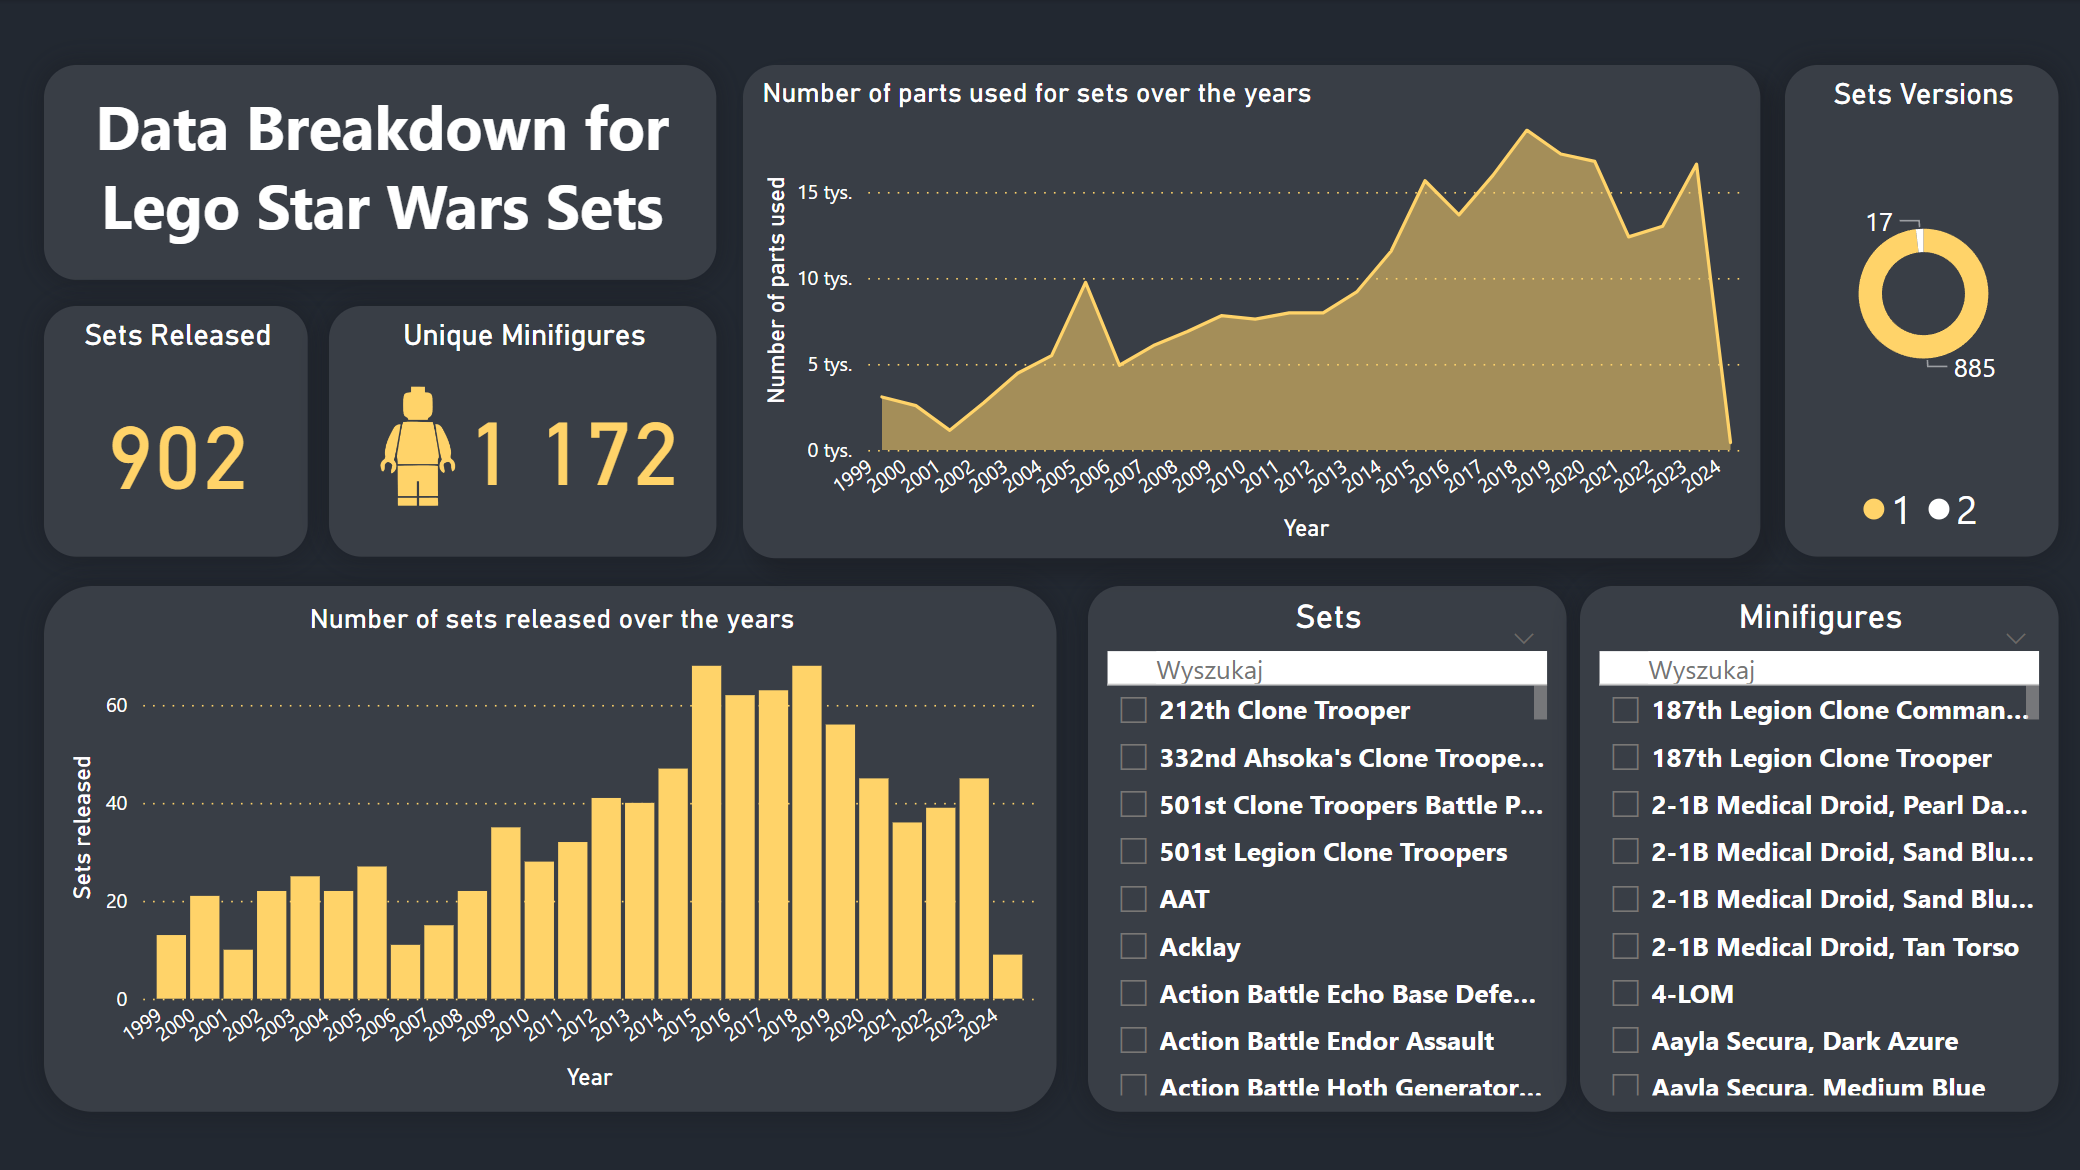 Data Breakdown for
Lego Star Wars Sets
Sets Released
902
Unique Minifigures
1 172
Number of parts used for sets over the years
Number of parts used
15 tys.
10 tys.
5 tys.
0 tys.
1999 2000 2001 2002 2003 2004 2005 2006 2007 2008 2009 2010 2011 2012 2013 2014 2015 2016 2017 2018 2019 2020 2021 2022 2023 2024
Year
Sets Versions
17
885
1 2
Number of sets released over the years
Sets released
60
40
20
0
1999 2000 2001 2002 2003 2004 2005 2006 2007 2008 2009 2010 2011 2012 2013 2014 2015 2016 2017 2018 2019 2020 2021 2022 2023 2024
Year
Sets
Wyszukaj
212th Clone Trooper
332nd Ahsoka's Clone Troope...
501st Clone Troopers Battle P...
501st Legion Clone Troopers
AAT
Acklay
Action Battle Echo Base Defe...
Action Battle Endor Assault
Action Battle Hoth Generator...
Minifigures
Wyszukaj
187th Legion Clone Comman...
187th Legion Clone Trooper
2-1B Medical Droid, Pearl Da...
2-1B Medical Droid, Sand Blu...
2-1B Medical Droid, Sand Blu...
2-1B Medical Droid, Tan Torso
4-LOM
Aayla Secura, Dark Azure
Aayla Secura, Medium Blue